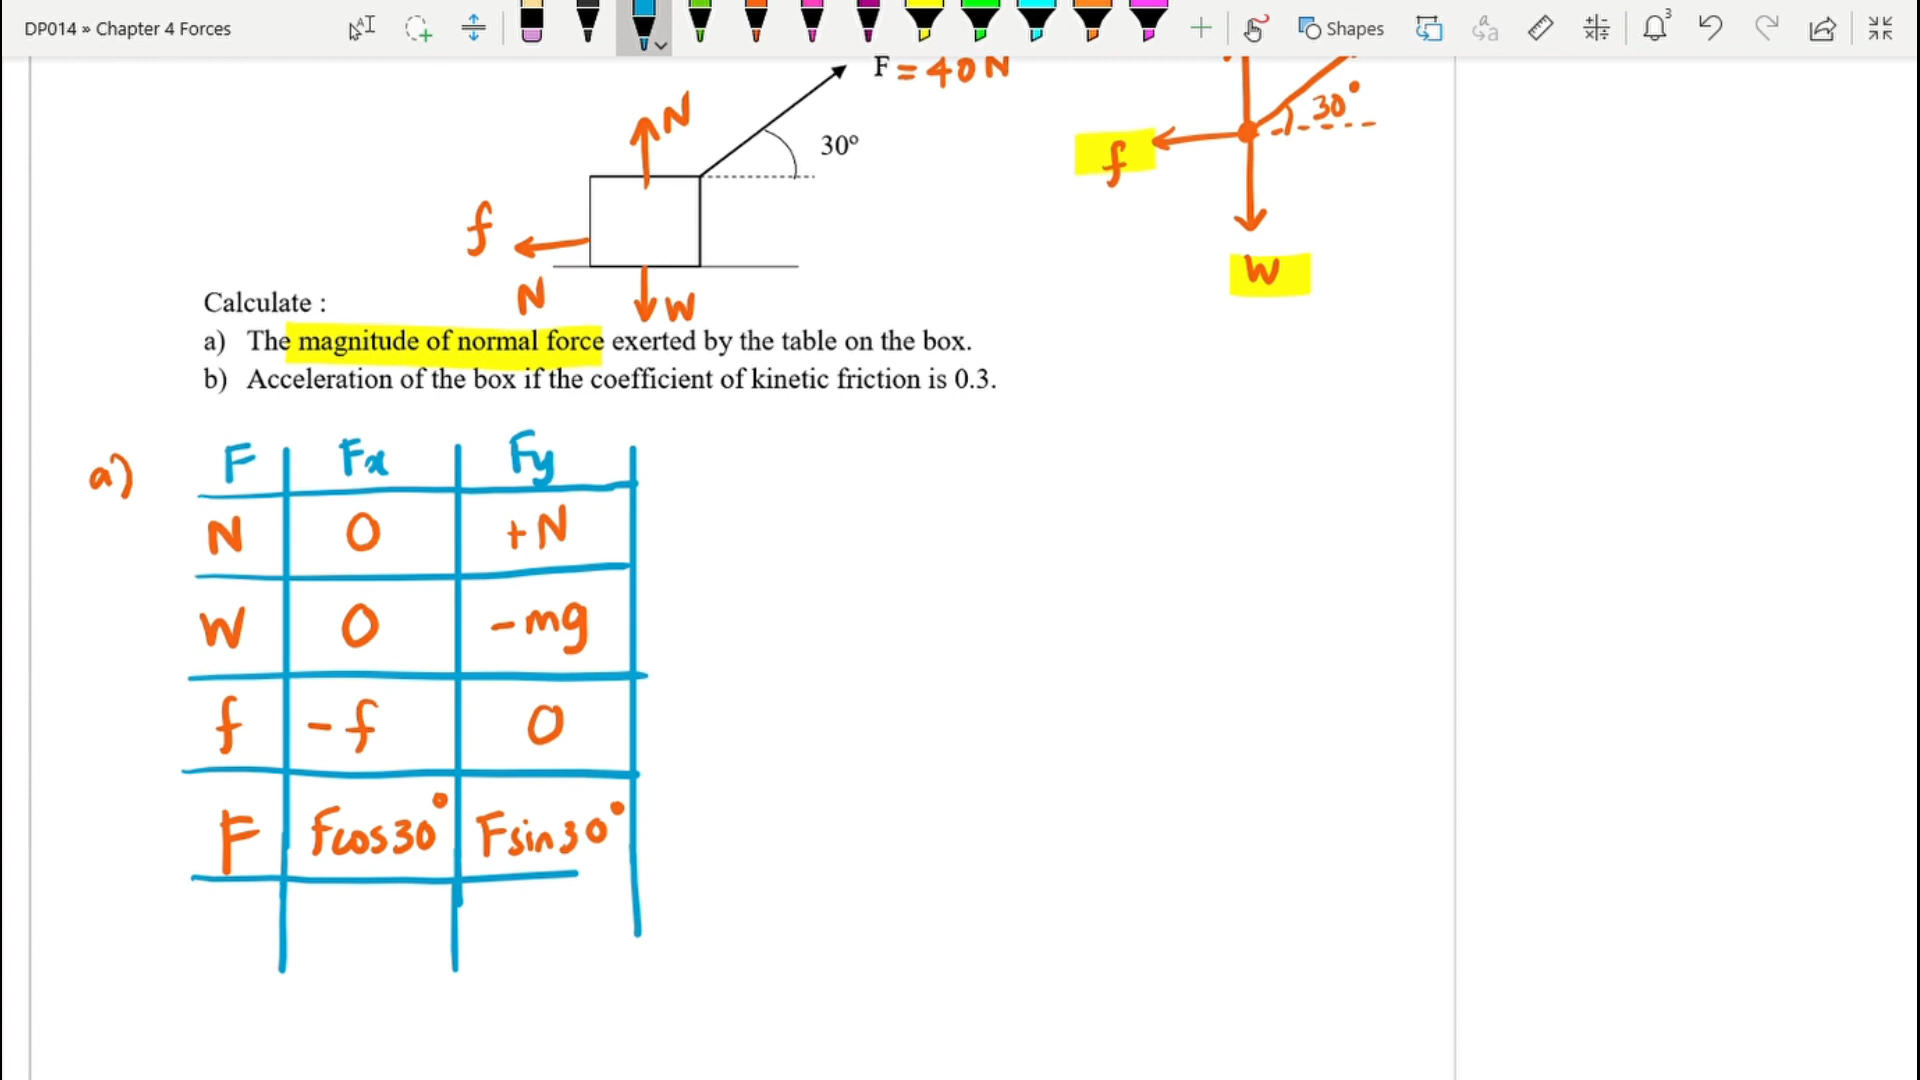 DP014 » Chapter 4 Forces
Shapes
3
F = 40 N
N
30°
30º
f
f
W
N
W
Calculate :
a) The magnitude of normal force exerted by the table on the box.
b) Acceleration of the box if the coefficient of kinetic friction is 0.3.
a) F Fx Fy
N 0 +N
W 0 -mg
f -f 0
F Fcos30° Fsin30°